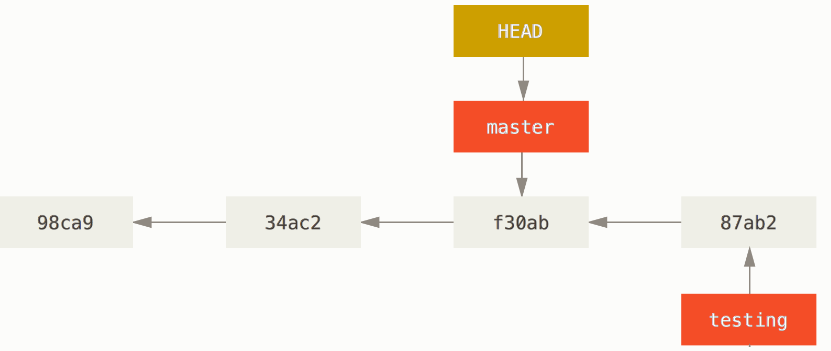 HEAD
master
98ca9
34ac2
f30ab
87ab2
testing